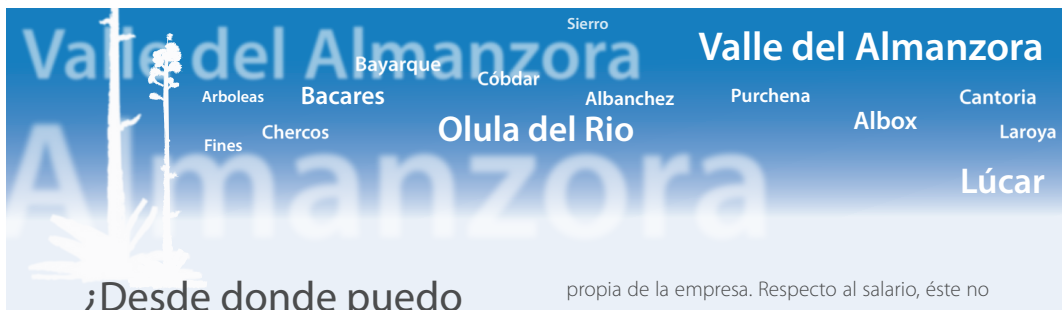 Valle del Almanzora
Almanzora
Sierro
Valle del Almanzora
Bayarque
Cóbdar
Arboleas
Bacares
Albanchez
Purchena
Cantoria
Fines
Chercos
Olula del Rio
Albox
Laroya
Lúcar
¿Desde donde puedo
propia de la empresa. Respecto al salario, éste no